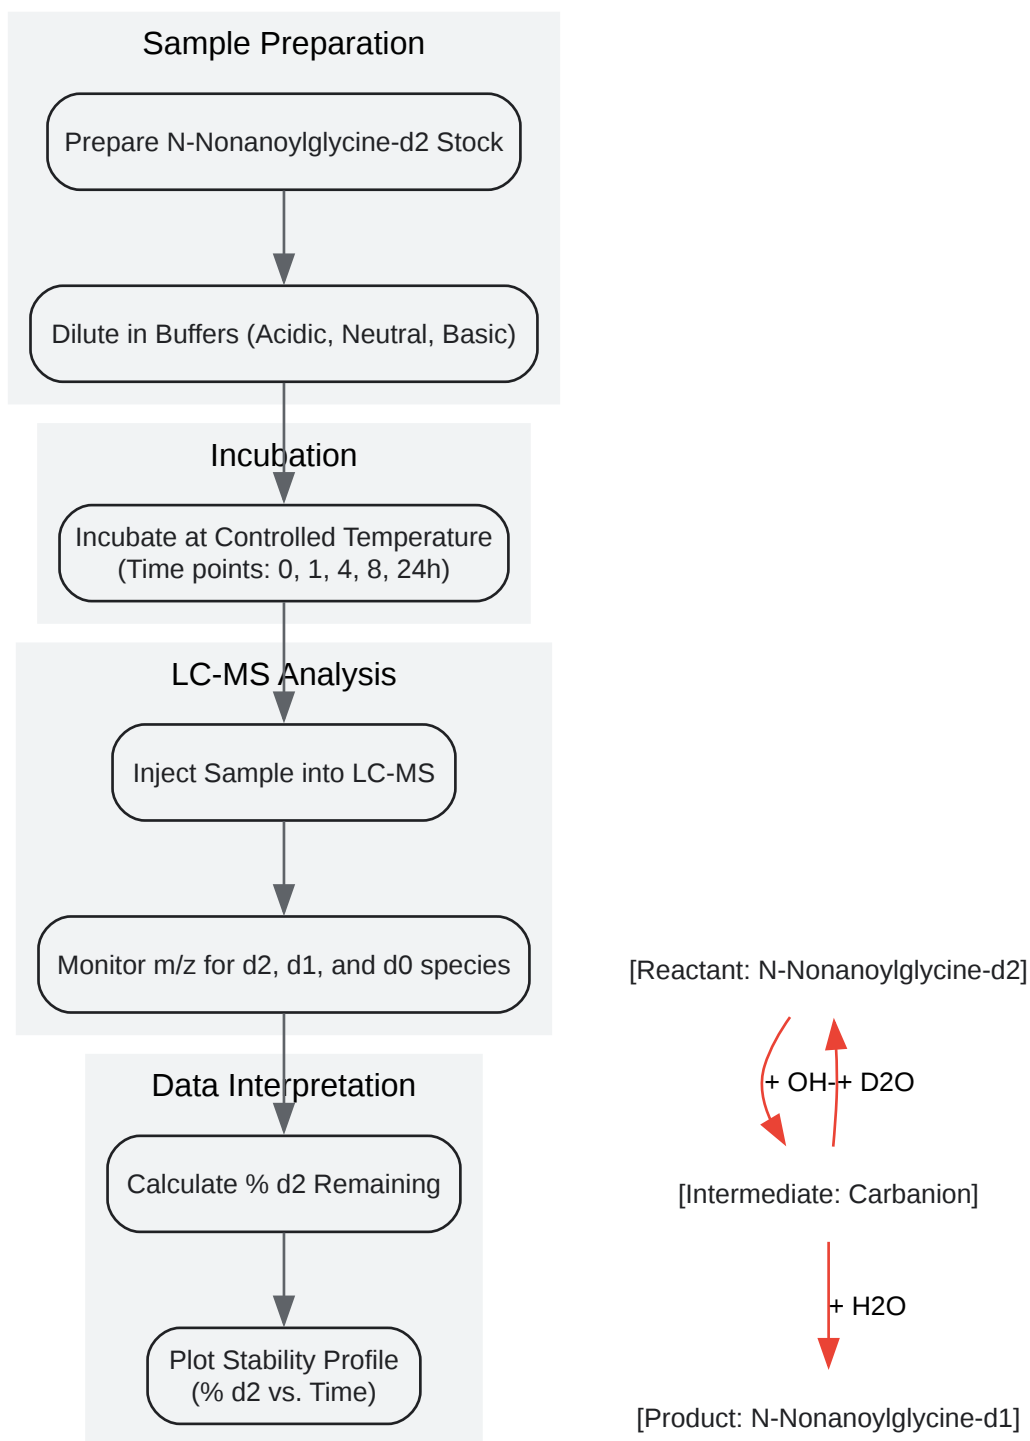 Sample Preparation
Prepare N-Nonanoylglycine-d2 Stock
Dilute in Buffers (Acidic, Neutral, Basic)
Incubation
Incubate at Controlled Temperature
(Time points: 0, 1, 4, 8, 24h)
LC-MS Analysis
Inject Sample into LC-MS
Monitor m/z for d2, d1, and d0 species
Data Interpretation
Calculate % d2 Remaining
Plot Stability Profile
(% d2 vs. Time)
[Reactant: N-Nonanoylglycine-d2]
+ OH-
+ D2O
[Intermediate: Carbanion]
+ H2O
[Product: N-Nonanoylglycine-d1]